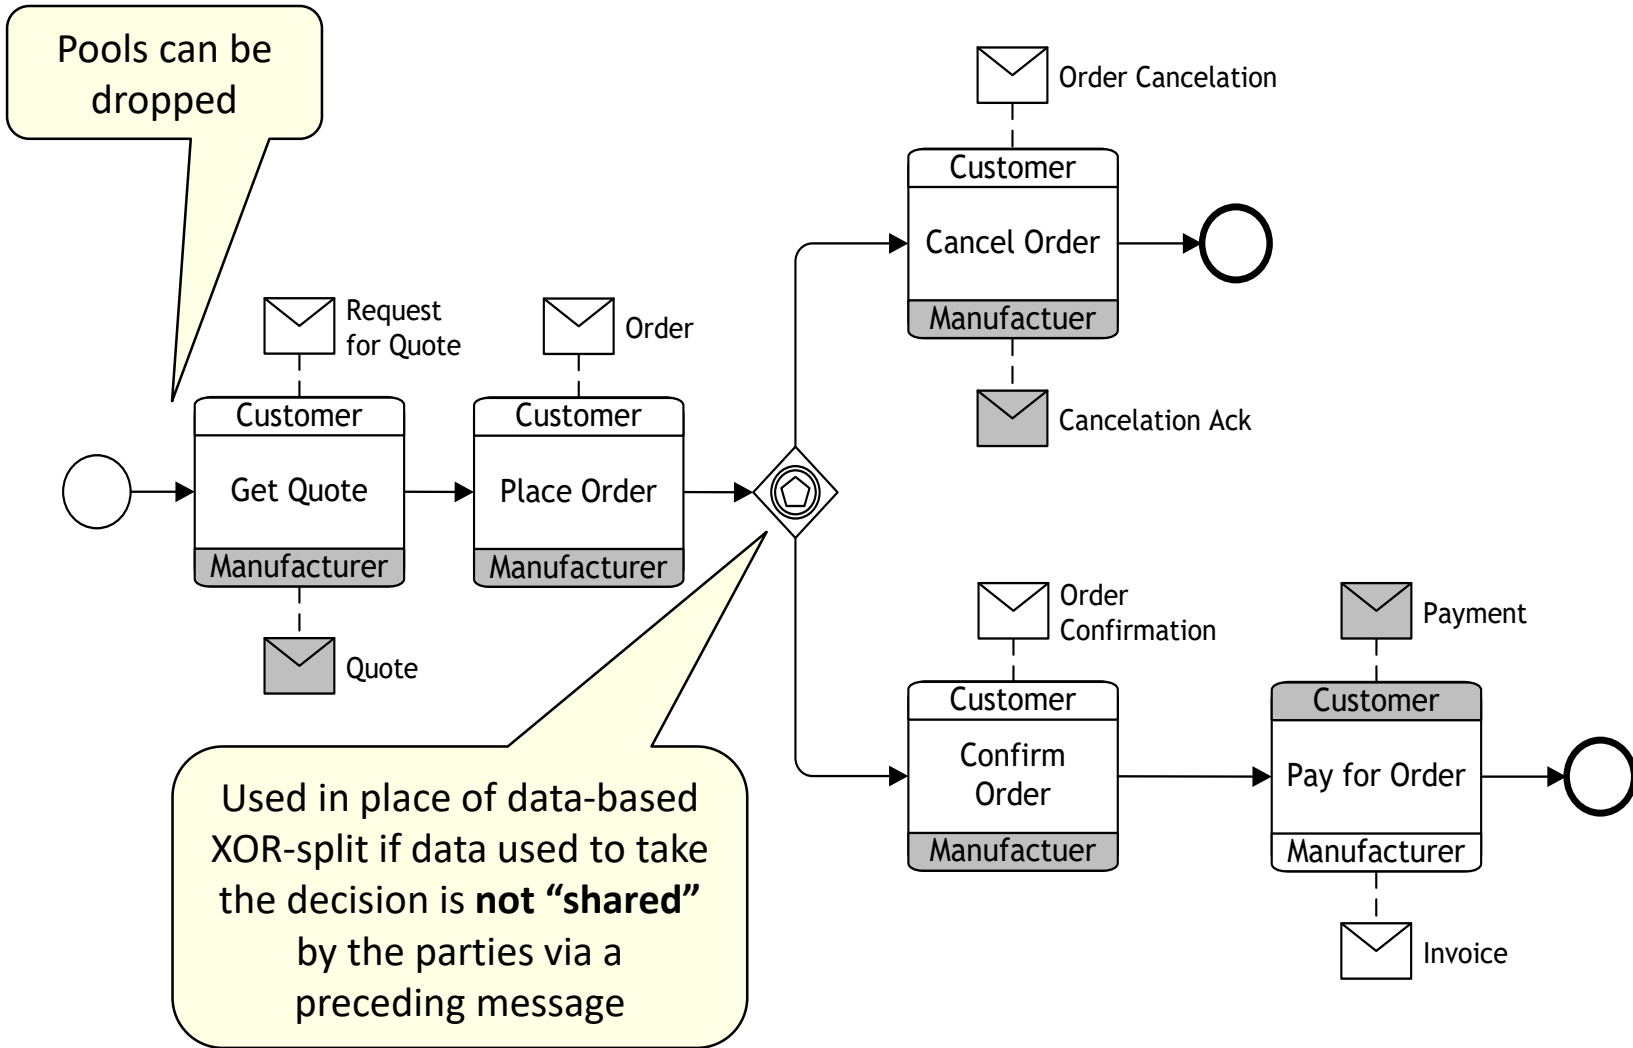 Pools can be
dropped
Order Cancelation
Customer
Cancel Order
Manufactuer
Cancelation Ack
Request
for Quote
Order
Customer
Get Quote
Manufacturer
Quote
Customer
Place Order
Manufacturer
Used in place of data-based
XOR-split if data used to take
the decision is not “shared”
by the parties via a
preceding message
Order
Confirmation
Customer
Confirm
Order
Manufactuer
Payment
Customer
Pay for Order
Manufacturer
Invoice